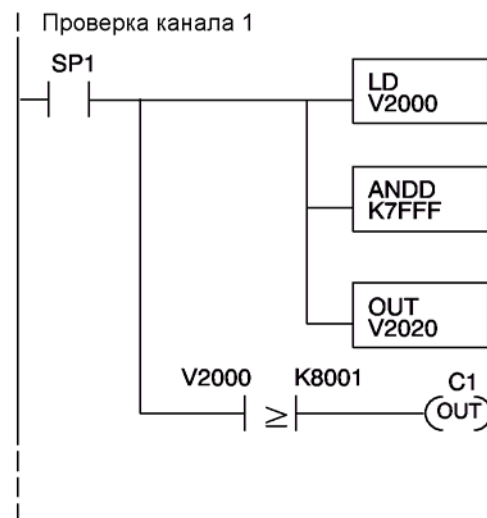 Проверка канала 1
SP1
LD
V2000
ANDD
K7FFF
OUT
V2020
V2000
K8001
C1
≥
OUT